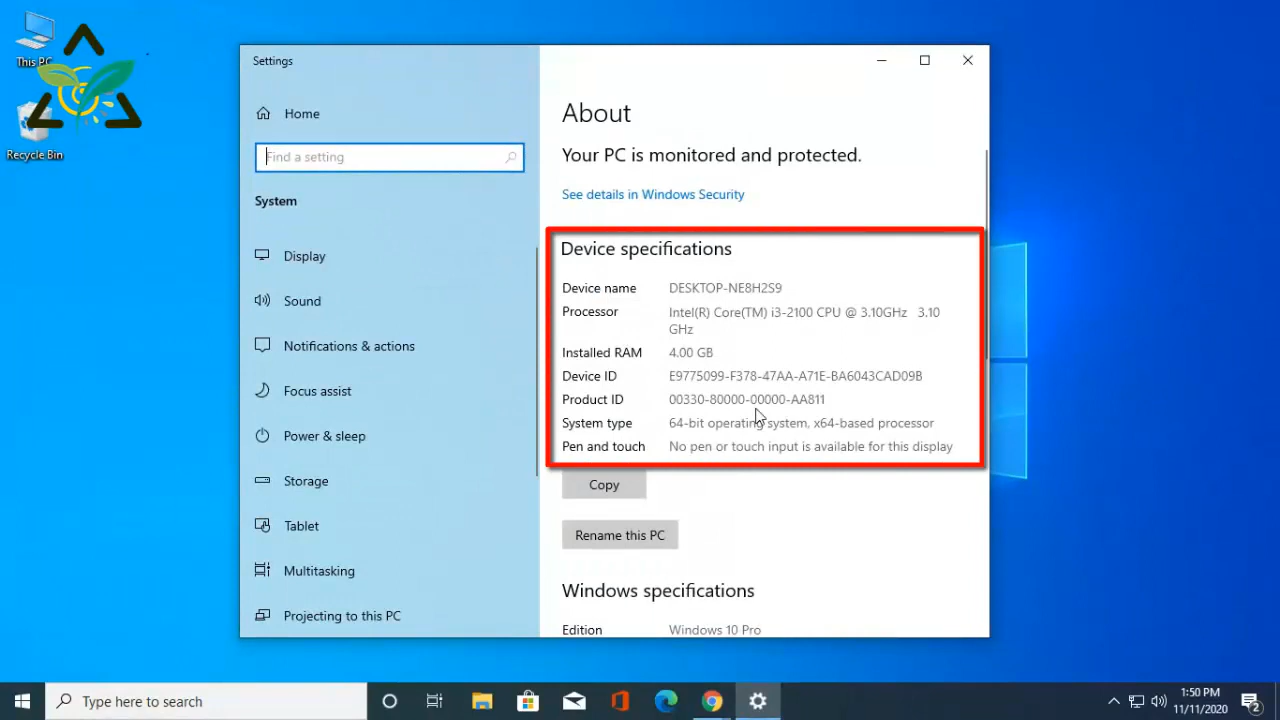 This PC
Recycle Bin
Settings
Home
Find a setting
System
Display
Sound
Notifications & actions
Focus assist
Power & sleep
Storage
Tablet
Multitasking
Projecting to this PC
About
Your PC is monitored and protected.
See details in Windows Security
Device specifications
Device name DESKTOP-NE8H2S9
Processor Intel(R) Core(TM) i3-2100 CPU @ 3.10GHz 3.10
GHz
Installed RAM 4.00 GB
Device ID E9775099-F378-47AA-A71E-BA6043CAD09B
Product ID 00330-80000-00000-AA811
System type 64-bit operating system, x64-based processor
Pen and touch No pen or touch input is available for this display
Copy
Rename this PC
Windows specifications
Edition Windows 10 Pro
Type here to search
1:50 PM
11/11/2020
2